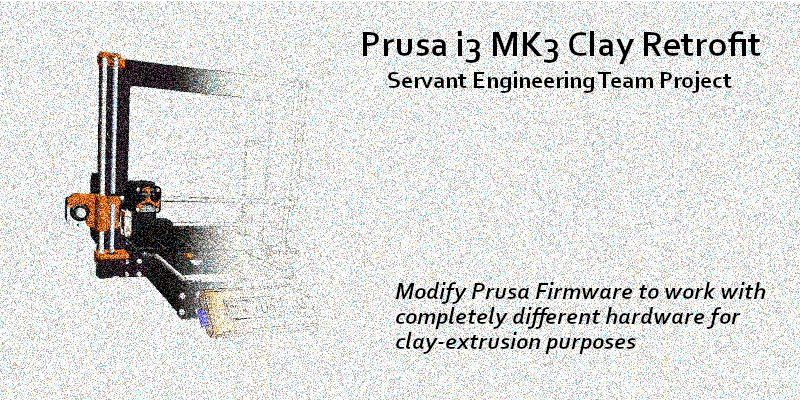 Prusa i3 MK3 Clay Retrofit
Servant Engineering Team Project
Modify Prusa Firmware to work with
completely different hardware for
clay-extrusion purposes